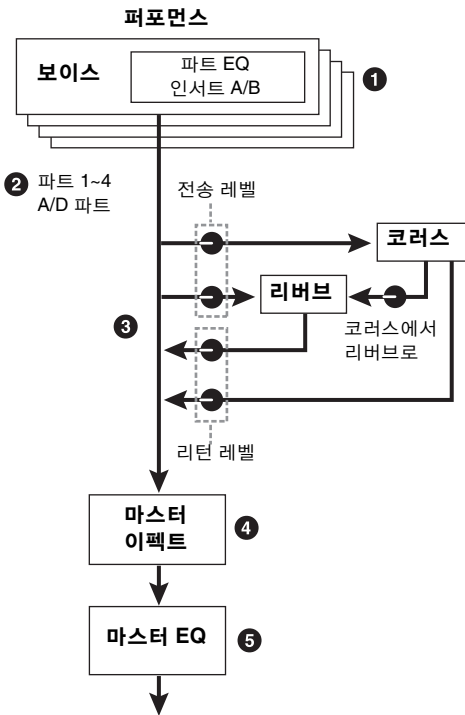 퍼포먼스
보이스
파트 EQ
인서트 A/B
1
2 파트 1~4
A/D 파트
전송 레벨
코러스
리버브
3
코러스에서
리버브로
리턴 레벨
마스터
이펙트
4
마스터 EQ
5